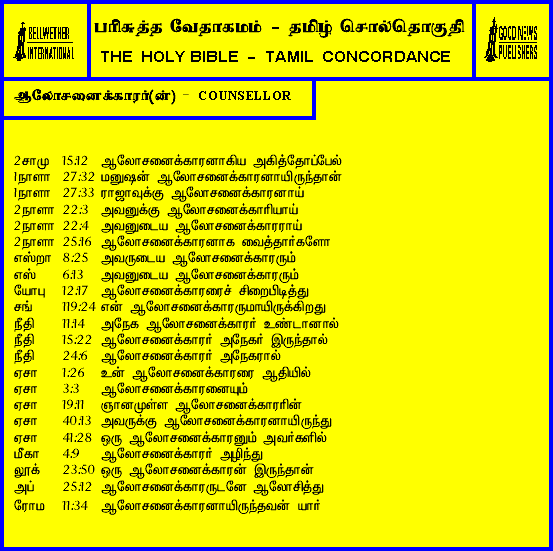 BELLWETHER
INTERNATIONAL
பரிசுத்த வேதாகமம் - தமிழ் சொல்தொகுதி
THE HOLY BIBLE - TAMIL CONCORDANCE
GOOD NEWS
PUBLISHERS
ஆலோசனைக்காரர்(ன்) - COUNSELLOR
2சாமு 15:12 ஆலோசனைக்காரனாகிய அகித்தோப்பேல்
1நாளா 27:32 மனுஷன் ஆலோசனைக்காரனாயிருந்தான்
1நாளா 27:33 ராஜாவுக்கு ஆலோசனைக்காரனாய்
2நாளா 22:3 அவனுக்கு ஆலோசனைக்காரியாய்
2நாளா 22:4 அவனுடைய ஆலோசனைக்காரராய்
2நாளா 25:16 ஆலோசனைக்காரனாக வைத்தார்களோ
எஸ்றா 8:25 அவருடைய ஆலோசனைக்காரரும்
எஸ் 6:13 அவனுடைய ஆலோசனைக்காரரும்
யோபு 12:17 ஆலோசனைக்காரரைச் சிறைபிடித்து
சங் 119:24 என் ஆலோசனைக்காரருமாயிருக்கிறது
நீதி 11:14 அநேக ஆலோசனைக்காரர் உண்டானால்
நீதி 15:22 ஆலோசனைக்காரர் அநேகர் இருந்தால்
நீதி 24:6 ஆலோசனைக்காரர் அநேகரால்
ஏசா 1:26 உன் ஆலோசனைக்காரரை ஆதியில்
ஏசா 3:3 ஆலோசனைக்காரனையும்
ஏசா 19:11 ஞானமுள்ள ஆலோசனைக்காரரின்
ஏசா 40:13 அவருக்கு ஆலோசனைக்காரனாயிருந்து
ஏசா 41:28 ஒரு ஆலோசனைக்காரனும் அவர்களில்
மீகா 4:9 ஆலோசனைக்காரர் அழிந்து
லூக் 23:50 ஒரு ஆலோசனைக்காரன் இருந்தான்
அப் 25:12 ஆலோசனைக்காரருடனே ஆலோசித்து
ரோம 11:34 ஆலோசனைக்காரனாயிருந்தவன் யார்